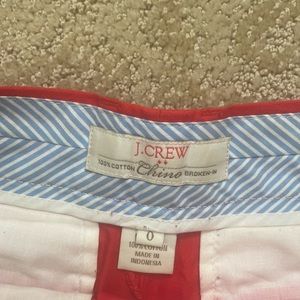 J.CREW
100% COTTON Chino BROKEN-IN
0
100% COTTON
MADE IN
INDONESIA